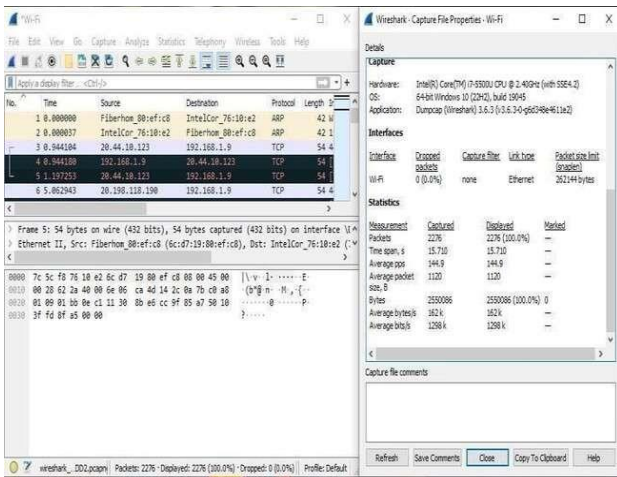 *Wi-Fi
File Edit View Go Capture Analyze Statistics Telephony Wireless Tools Help
Apply a display filter ... <Ctrl-/>
No. Time Source Destination Protocol Length
1 0.000000 Fiberhom_80:ef:c8 IntelCor_76:10:e2 ARP 42
2 0.000037 IntelCor_76:10:e2 Fiberhom_80:ef:c8 ARP 42
3 0.944104 20.44.10.123 192.168.1.9 TCP 54
4 0.944180 192.168.1.9 20.44.10.123 TCP 54
5 1.197253 20.44.10.123 192.168.1.9 TCP 54
6 5.062943 20.198.118.190 192.168.1.9 TCP 54
Frame 5: 54 bytes on wire (432 bits), 54 bytes captured (432 bits) on interface
Ethernet II, Src: Fiberhom_80:ef:c8 (6c:d7:19:80:ef:c8), Dst: IntelCor_76:10:e2
0000 7c 5c f8 76 10 e2 6c d7 19 80 ef c8 08 00 45 00
0010 00 28 62 2a 40 00 6e 06 ca 4d 14 2c 0a 7b c0 a8
0020 01 09 01 bb 0e c1 11 30 8b e6 cc 9f 85 a7 50 10
0030 3f fd 8f a5 00 00
wireshark_...DD2.pcapng Packets: 2276 · Displayed: 2276 (100.0%) · Dropped: 0 (0.0%) Profile: Default
Wireshark · Capture File Properties · Wi-Fi
Details
Capture
Hardware: Intel(R) Core(TM) i7-5500U CPU @ 2.40GHz (with SSE4.2)
OS: 64-bit Windows 10 (22H2), build 19045
Application: Dumpcap (Wireshark) 3.6.3 (v3.6.3-0-g6d348e4611e2)
Interfaces
Interface Dropped packets Capture filter Link type Packet size limit (snaplen)
Wi-Fi 0 (0.0%) none Ethernet 262144 bytes
Statistics
Measurement Captured Displayed Marked
Packets 2276 2276 (100.0%) —
Time span, s 15.710 15.710 —
Average pps 144.9 144.9 —
Average packet size, B 1120 1120 —
Bytes 2550086 2550086 (100.0%) 0
Average bytes/s 162 k 162 k —
Average bits/s 1298 k 1298 k —
Capture file comments
Refresh Save Comments Close Copy To Clipboard Help